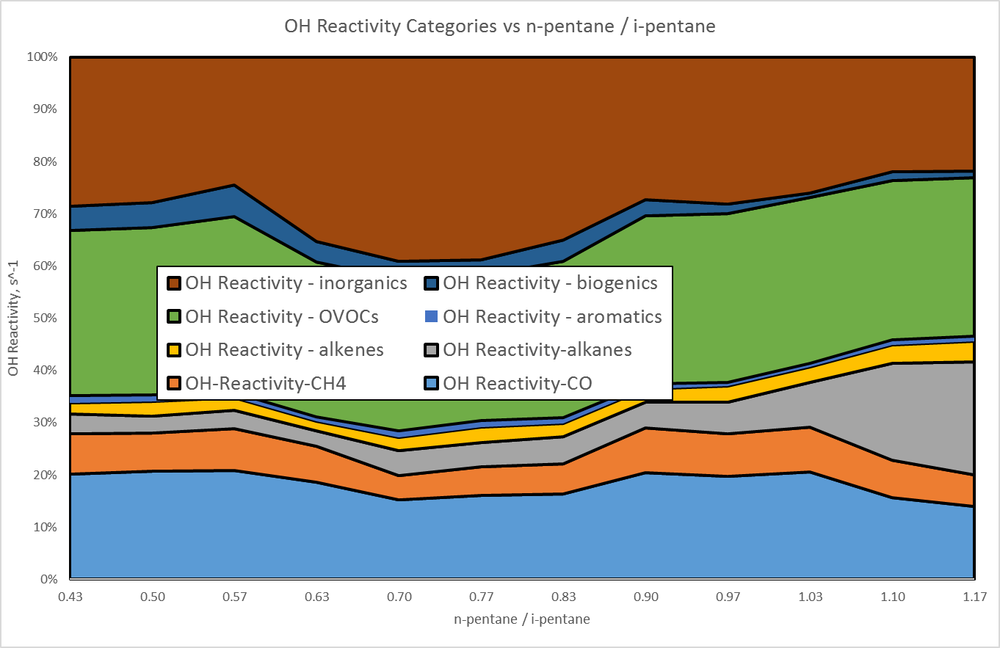 OH Reactivity Categories vs n-pentane / i-pentane
100%
90%
80%
70%
60%
50%
40%
30%
20%
10%
0%
OH Reactivity, s^-1
OH Reactivity - inorganics
OH Reactivity - biogenics
OH Reactivity - OVOCs
OH Reactivity - aromatics
OH Reactivity - alkenes
OH Reactivity-alkanes
OH-Reactivity-CH4
OH Reactivity-CO
0.43 0.50 0.57 0.63 0.70 0.77 0.83 0.90 0.97 1.03 1.10 1.17
n-pentane / i-pentane